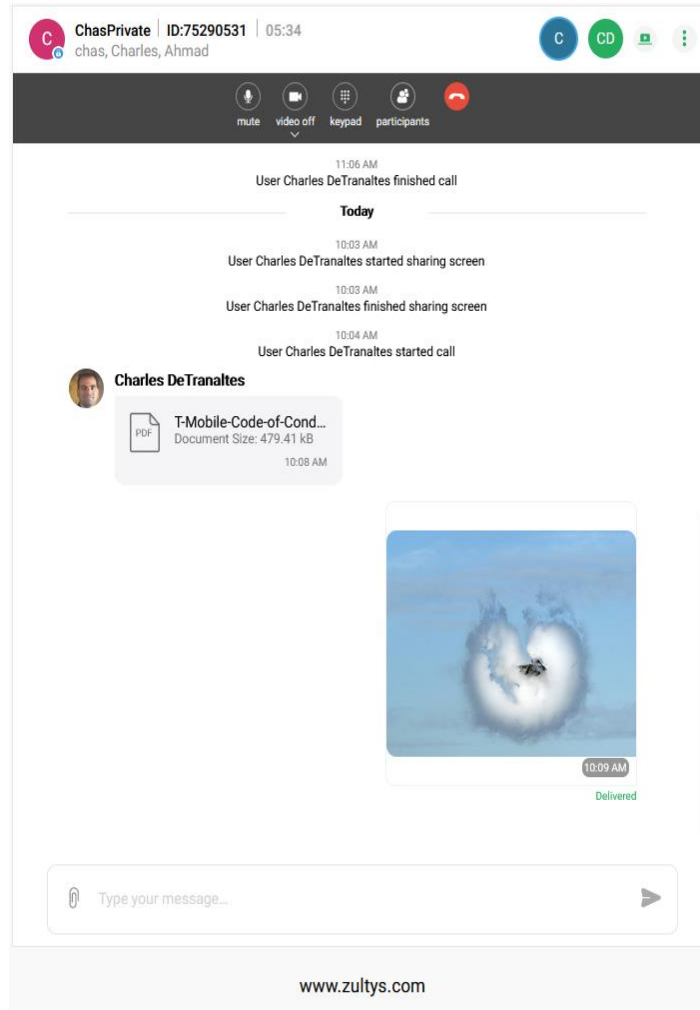 C ChasPrivate ID:75290531 05:34 C CD
chas, Charles, Ahmad
mute video off keypad participants
11:06 AM
User Charles DeTranaltes finished call
Today
10:03 AM
User Charles DeTranaltes started sharing screen
10:03 AM
User Charles DeTranaltes finished sharing screen
10:04 AM
User Charles DeTranaltes started call
Charles DeTranaltes
PDF T-Mobile-Code-of-Cond...
Document Size: 479.41 kB
10:08 AM
10:09 AM
Delivered
Type your message...
www.zultys.com